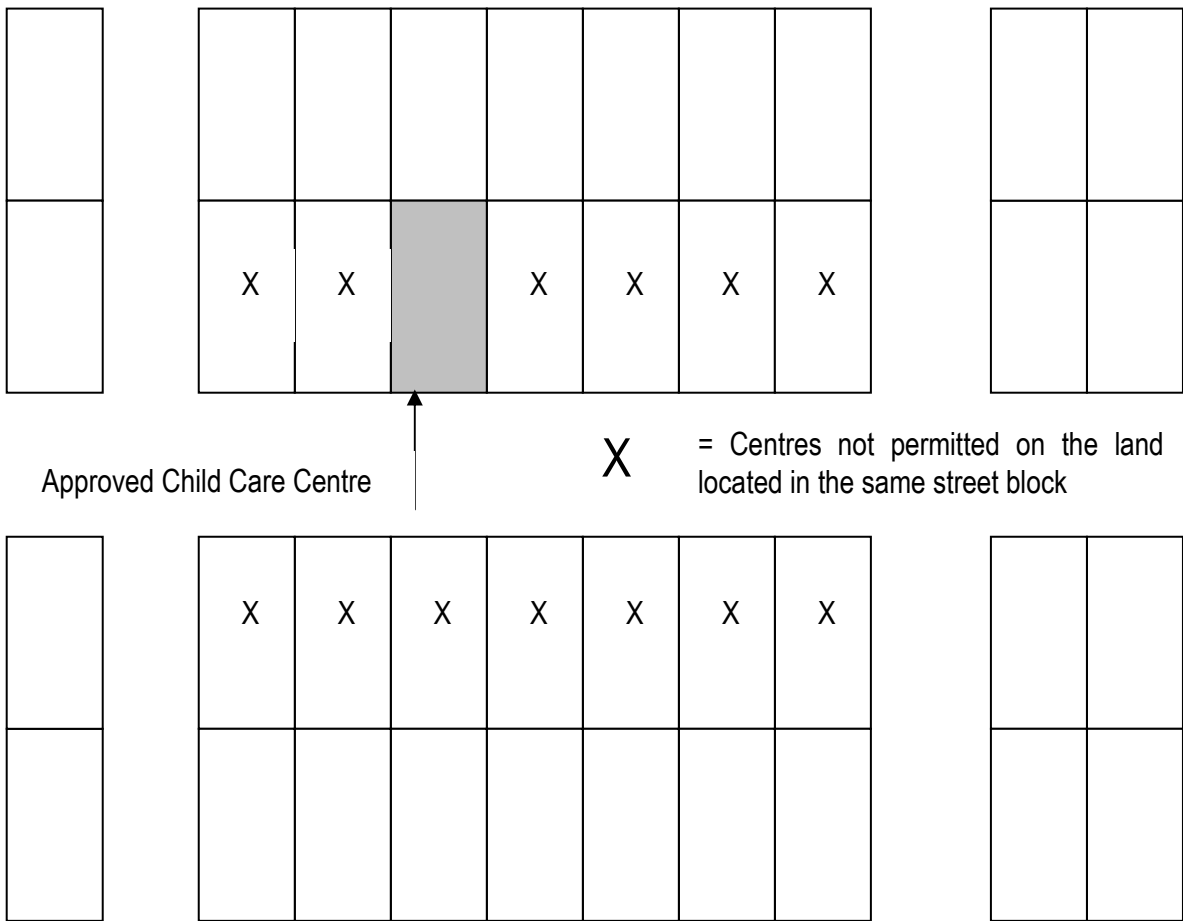 X X X X X X
X = Centres not permitted on the land
Approved Child Care Centre located in the same street block
X X X X X X X